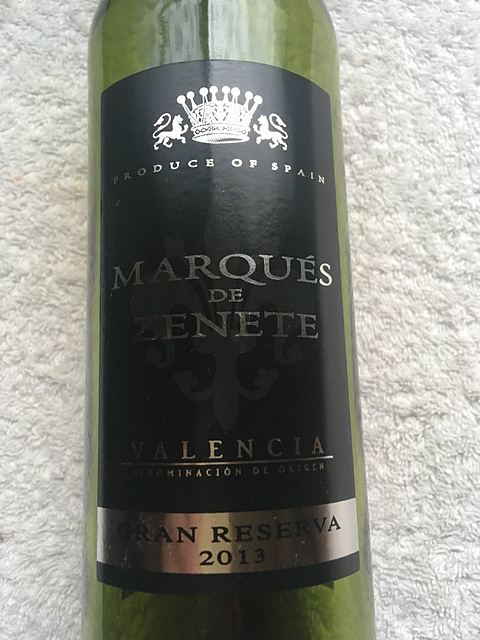 PRODUCE OF SPAIN
MARQUÉS
DE
ZENETE
VALENCIA
DENOMINACIÓN DE ORIGEN
GRAN RESERVA
2013